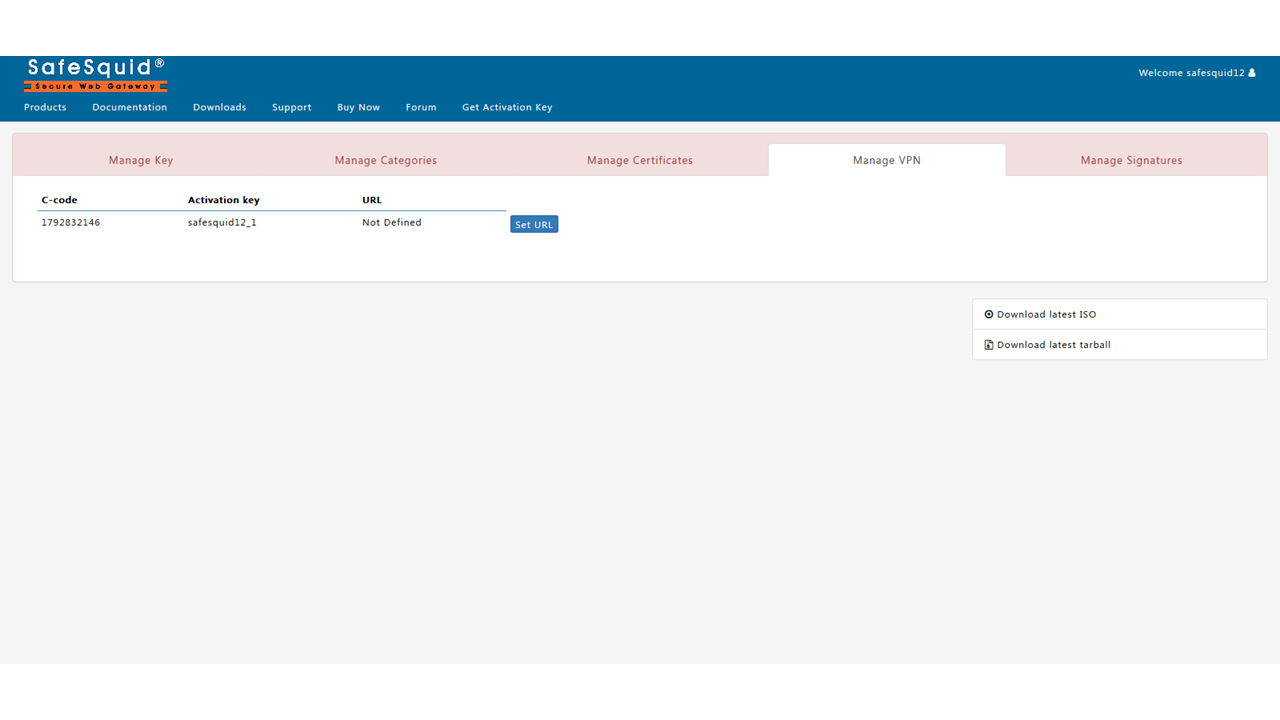 SafeSquid®
Secure Web Gateway
Welcome safesquid12
Products Documentation Downloads Support Buy Now Forum Get Activation Key
Manage Key Manage Categories Manage Certificates Manage VPN Manage Signatures
C-code Activation key URL
1792832146 safesquid12_1 Not Defined Set URL
Download latest ISO
Download latest tarball